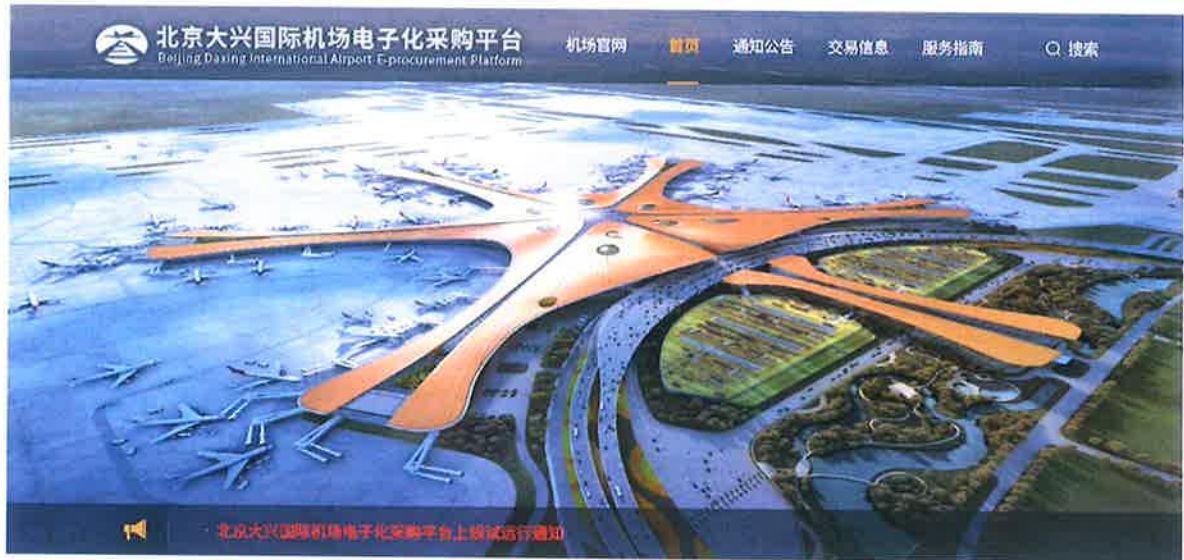 北京大兴国际机场电子化采购平台
Beijing Daxing International Airport E-procurement Platform
机场官网 首页 通知公告 交易信息 服务指南 搜索
北京大兴国际机场电子化采购平台上线试运行通知